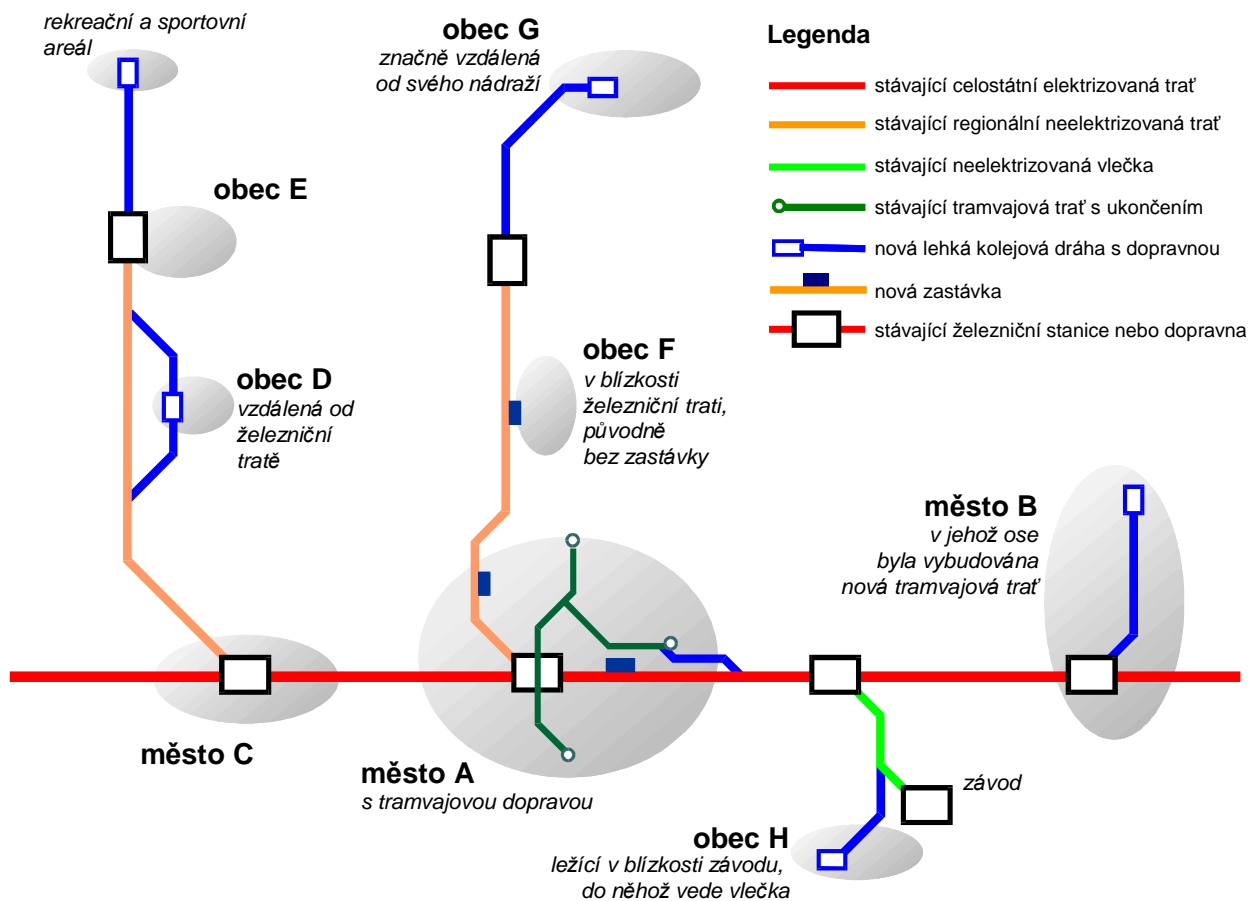 rekreační a sportovní
areál
obec G
značně vzdálená
od svého nádraží
Legenda
stávající celostátní elektrizovaná trať
stávající regionální neelektrizovaná trať
stávající neelektrizovaná vlečka
stávající tramvajová trať s ukončením
nová lehká kolejová dráha s dopravnou
nová zastávka
stávající železniční stanice nebo dopravna
obec E
obec D
vzdálená od
železniční
tratě
obec F
v blízkosti
železniční trati,
původně
bez zastávky
město B
v jehož ose
byla vybudována
nová tramvajová trať
město C
město A
s tramvajovou dopravou
závod
obec H
ležící v blízkosti závodu,
do něhož vede vlečka